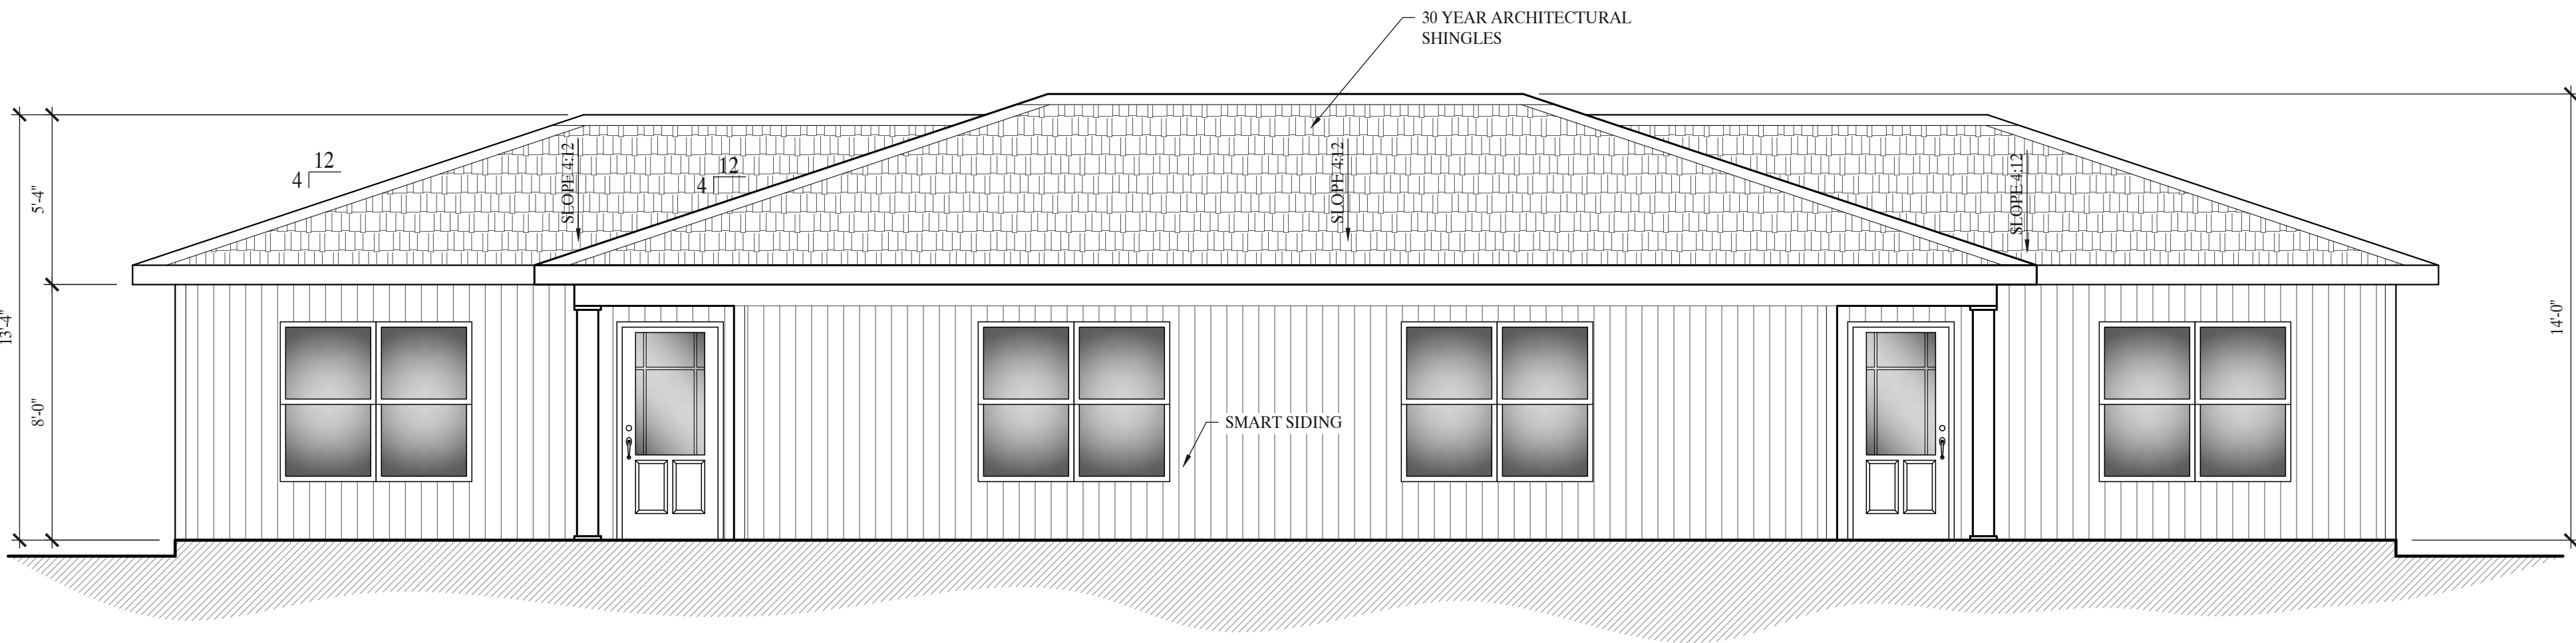 30 YEAR ARCHITECTURAL
SHINGLES
12
4
SLOPE 4:12
12
4
SLOPE 4:12
SLOPE 4:12
5'-4"
13'-4"
8'-0"
14'-0"
SMART SIDING